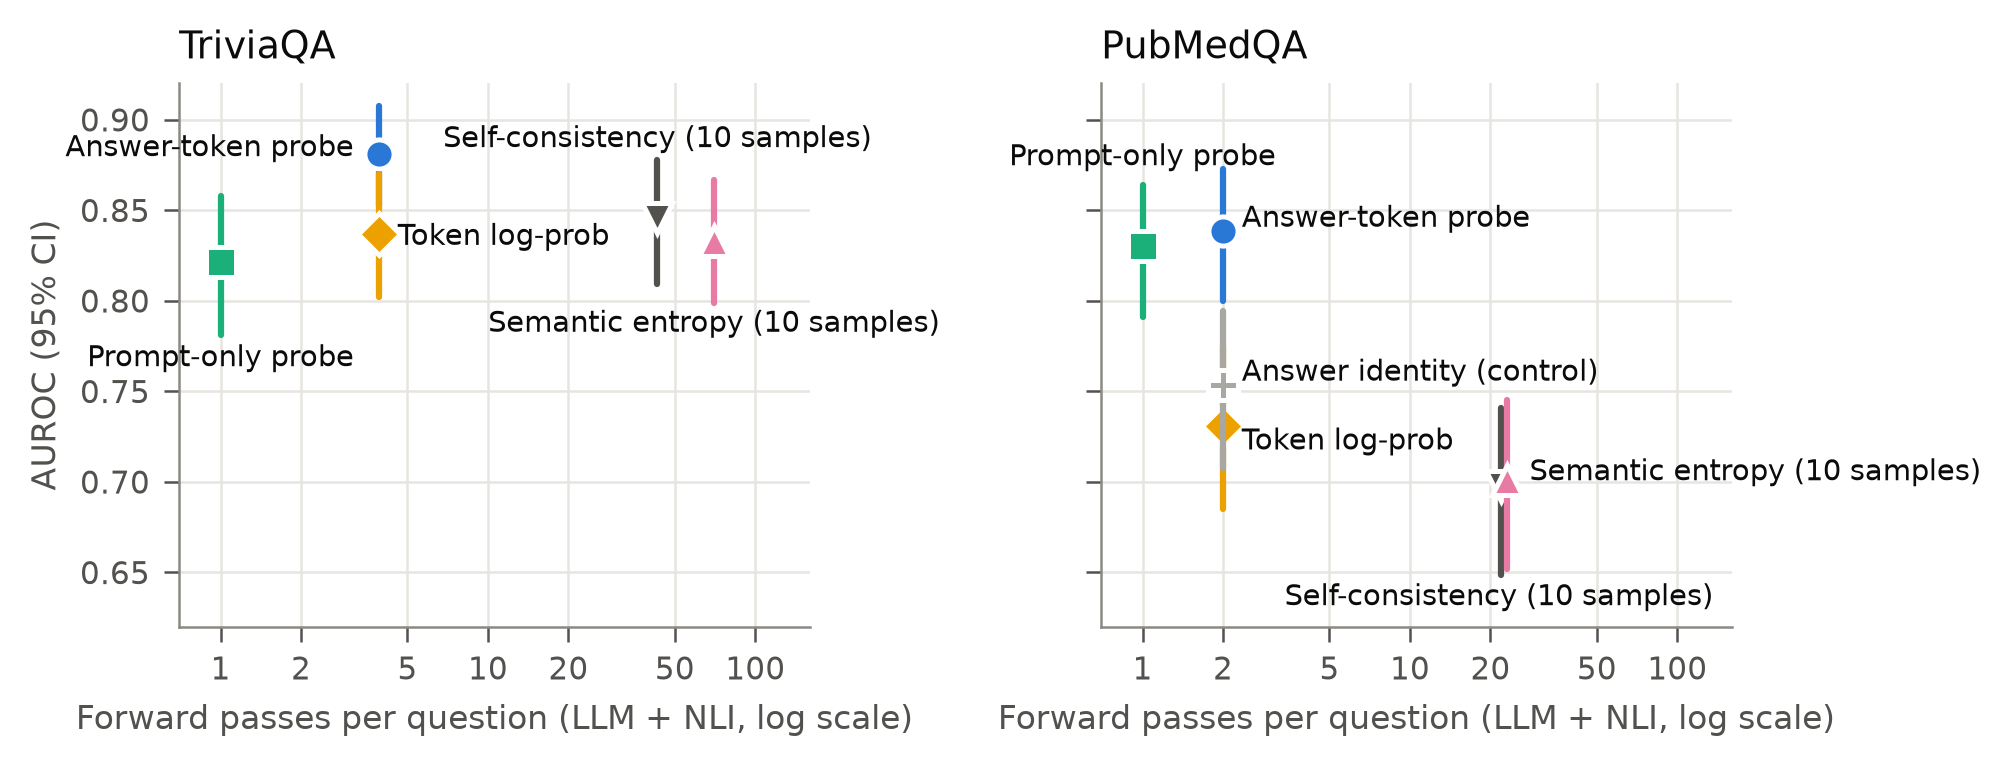 TriviaQA
AUROC (95% CI)
0.90
0.85
0.80
0.75
0.70
0.65
Answer-token probe
Self-consistency (10 samples)
Token log-prob
Semantic entropy (10 samples)
Prompt-only probe
1 2 5 10 20 50 100
Forward passes per question (LLM + NLI, log scale)
PubMedQA
Prompt-only probe
Answer-token probe
Answer identity (control)
Token log-prob
Semantic entropy (10 samples)
Self-consistency (10 samples)
1 2 5 10 20 50 100
Forward passes per question (LLM + NLI, log scale)